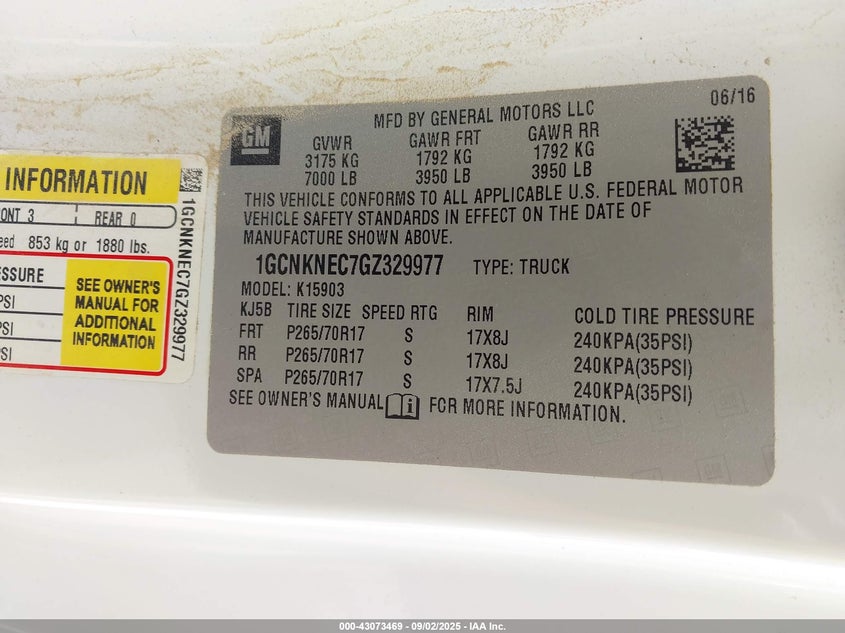 INFORMATION
ONT 3 REAR 0
eed 853 kg or 1880 lbs.
SSURE
PSI
PSI
PSI
SEE OWNER'S
MANUAL FOR
ADDITIONAL
INFORMATION
1GCNKNEC7GZ329977
GM
MFD BY GENERAL MOTORS LLC
06/16
GVWR GAWR FRT GAWR RR
3175 KG 1792 KG 1792 KG
7000 LB 3950 LB 3950 LB
THIS VEHICLE CONFORMS TO ALL APPLICABLE U.S. FEDERAL MOTOR
VEHICLE SAFETY STANDARDS IN EFFECT ON THE DATE OF
MANUFACTURE SHOWN ABOVE.
1GCNKNEC7GZ329977 TYPE: TRUCK
MODEL: K15903
KJ5B TIRE SIZE SPEED RTG RIM COLD TIRE PRESSURE
FRT P265/70R17 S 17X8J 240KPA(35PSI)
RR P265/70R17 S 17X8J 240KPA(35PSI)
SPA P265/70R17 S 17X7.5J 240KPA(35PSI)
SEE OWNER'S MANUAL FOR MORE INFORMATION.
000-43073469 - 09/02/2025 - IAA Inc.